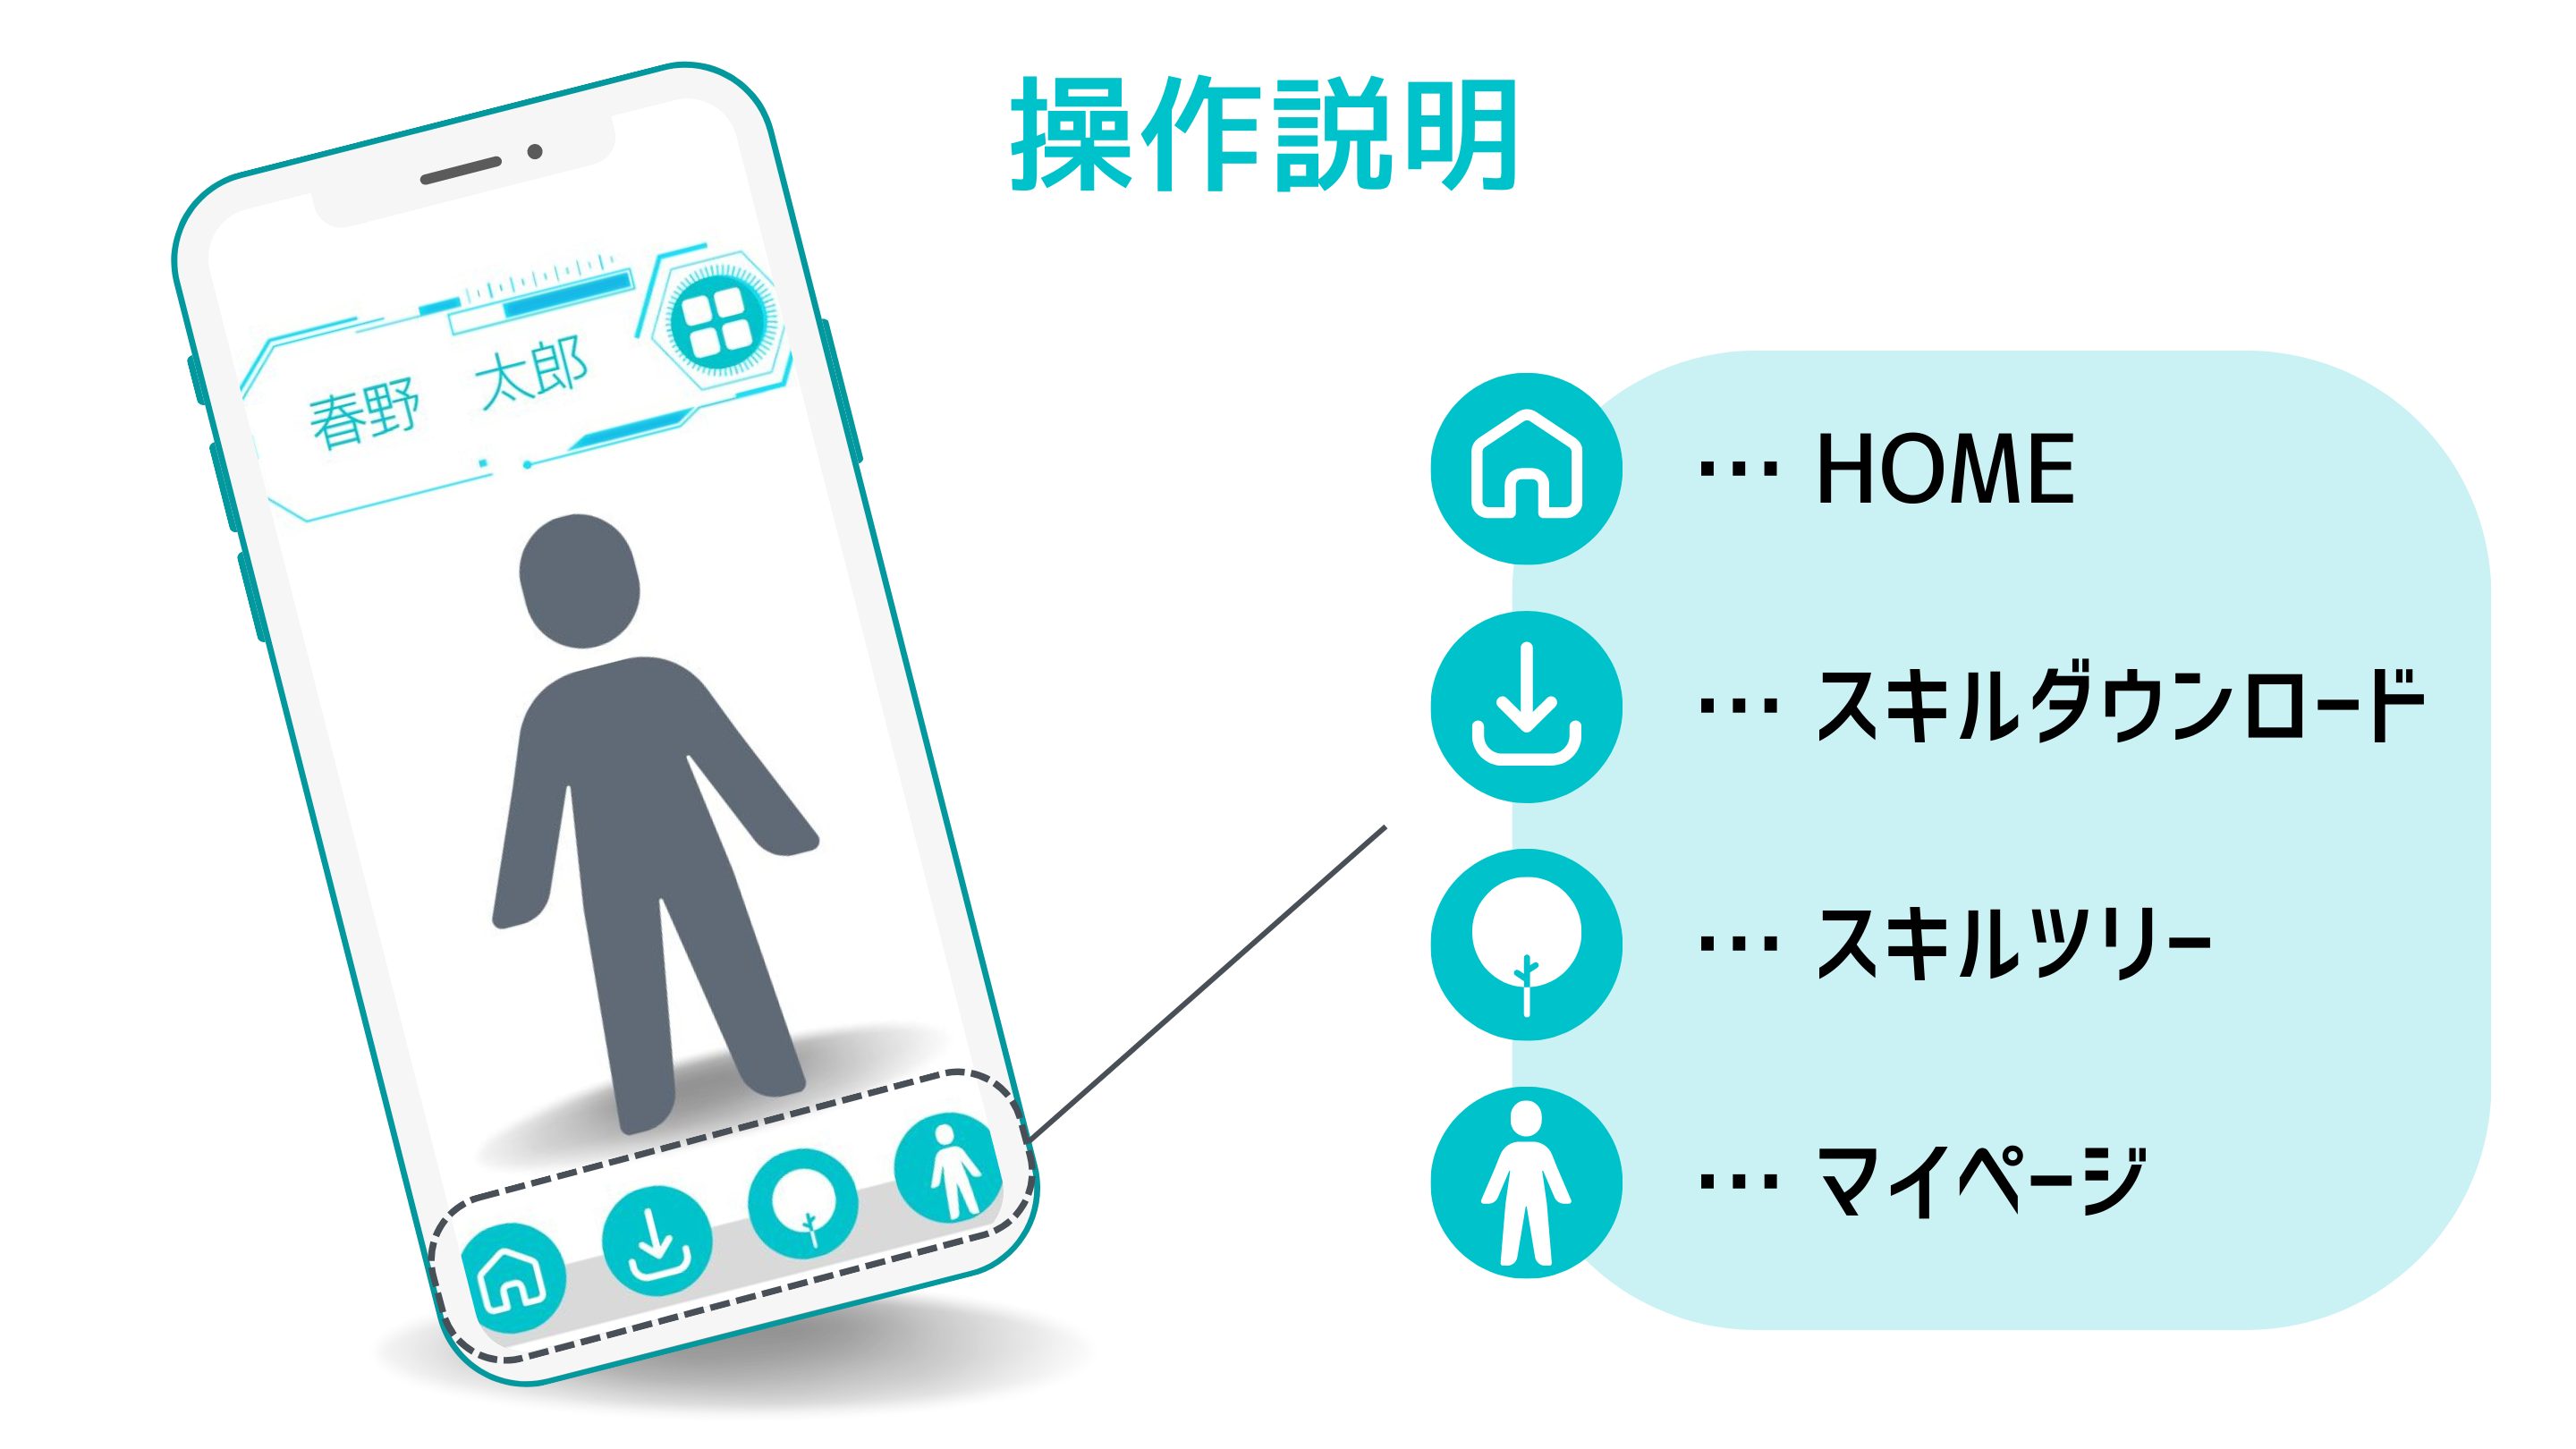 操作説明
春野　太郎
… HOME
… スキルダウンロード
… スキルツリー
… マイページ